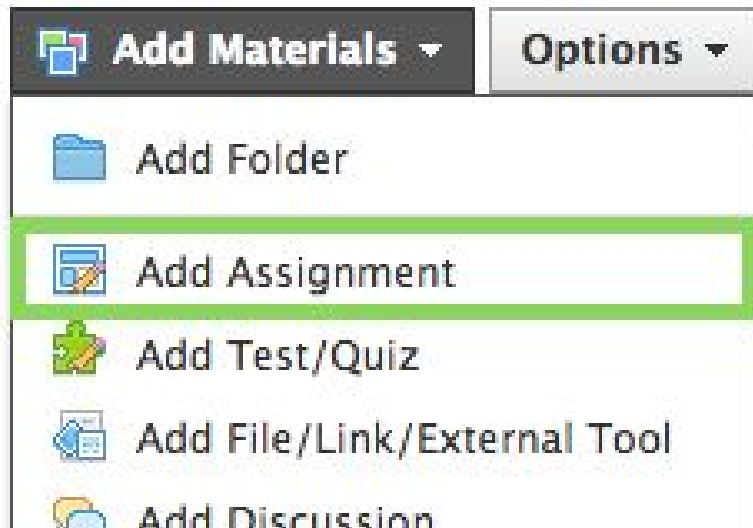 Add Materials Options
Add Folder
Add Assignment
Add Test/Quiz
Add File/Link/External Tool
Add Discussion